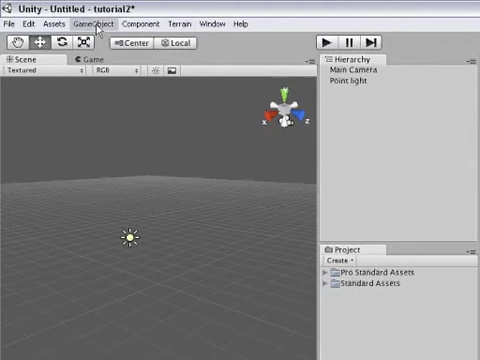 Unity - Untitled - tutorial2*
File Edit Assets GameObject Component Terrain Window Help
Center Local
Scene Game
Textured RGB
x z
Hierarchy
Main Camera
Point light
Project
Create
Pro Standard Assets
Standard Assets